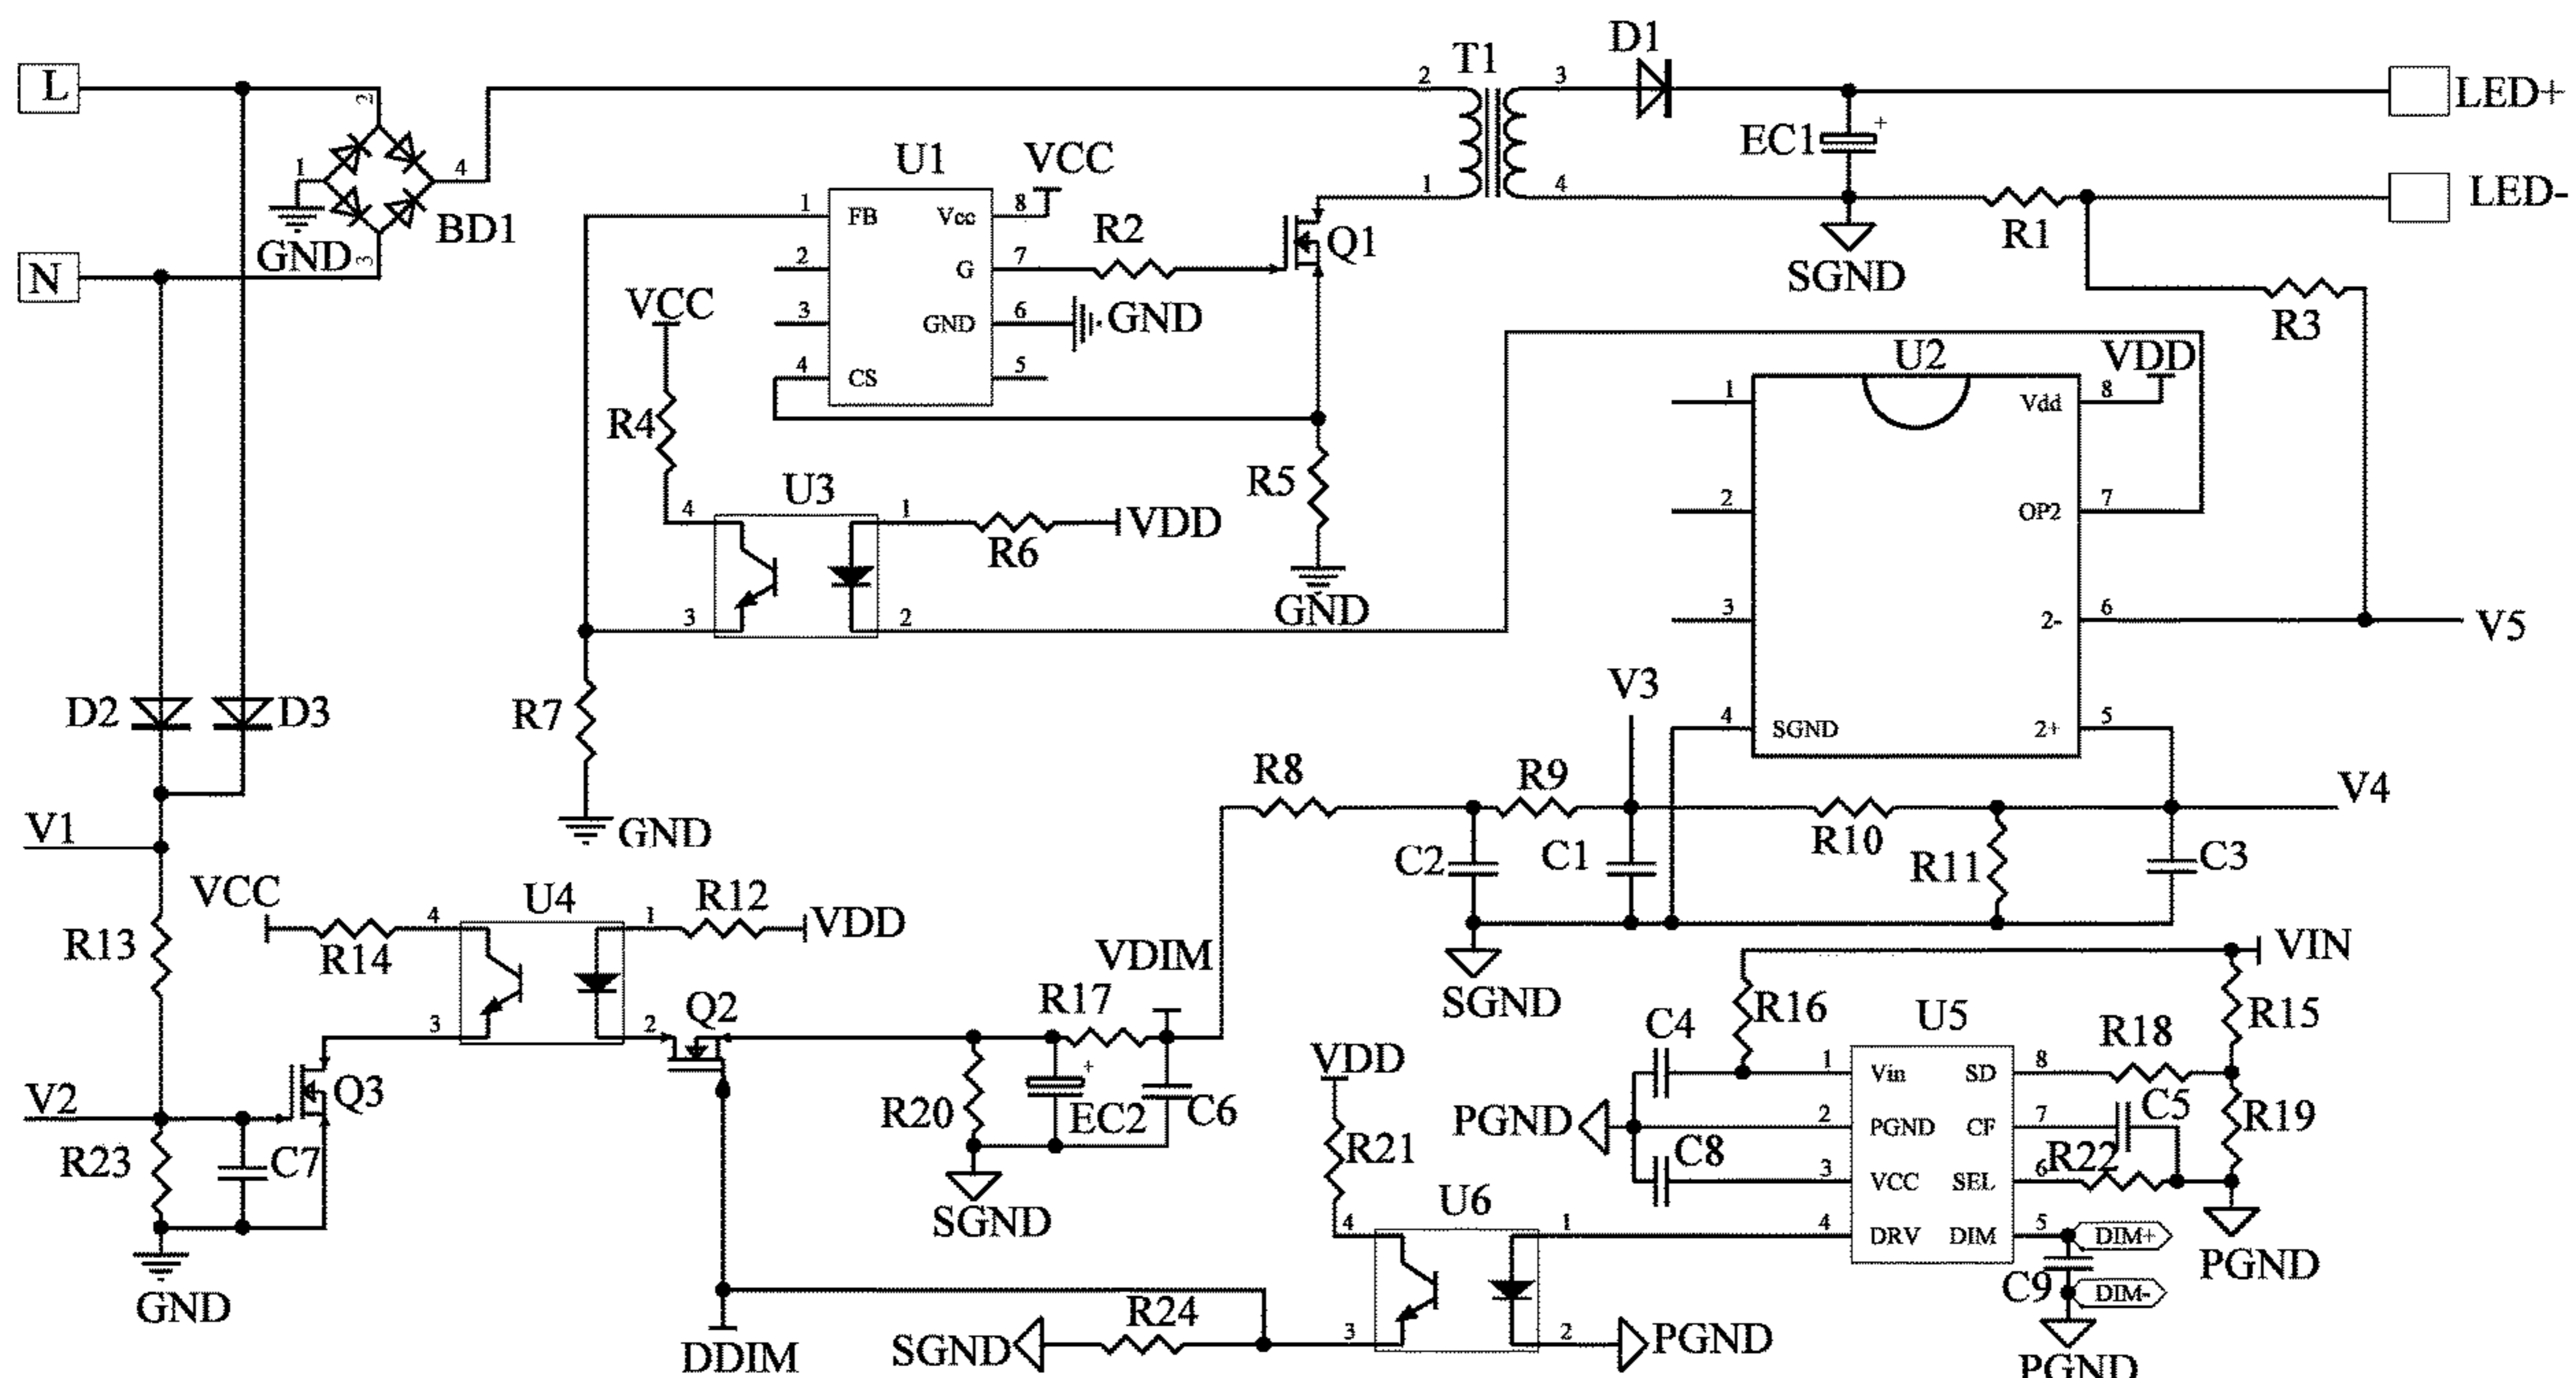 L
2
1
4
GND
3
BD1
N
T1
2
3
1
4
D1
LED+
EC1
+
LED-
SGND
R1
R3
U1
VCC
1
FB
Vcc
8
2
G
7
R2
Q1
3
GND
6
GND
4
CS
5
VCC
R4
R5
GND
U3
4
1
R6
VDD
3
2
U2
VDD
1
Vdd
8
2
OP2
7
3
2-
6
V5
4
SGND
2+
5
D2
D3
R7
GND
V3
V4
R8
R9
R10
C2
C1
R11
C3
SGND
V1
VCC
R14
U4
4
1
R12
VDD
3
2
R13
Q2
VDIM
R17
R20
EC2
+
C6
SGND
V2
Q3
R23
C7
GND
VIN
R16
R15
C4
U5
R18
1
Vin
SD
8
PGND
2
PGND
CF
7
C5
R19
C8
3
VCC
SEL
6
R22
4
DRV
DIM
5
DIM+
C9
DIM-
PGND
PGND
VDD
R21
U6
4
1
3
2
PGND
DDIM
SGND
R24